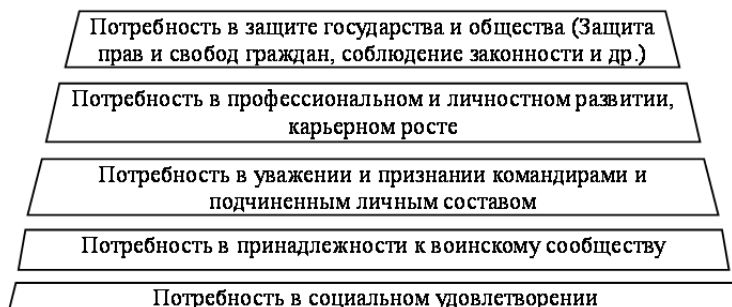 Потребность в защите государства и общества (Защита
прав и свобод граждан, соблюдение законности и др.)
Потребность в профессиональном и личностном развитии,
карьерном росте
Потребность в уважении и признании командирами и
подчиненным личным составом
Потребность в принадлежности к воинскому сообществу
Потребность в социальном удовлетворении